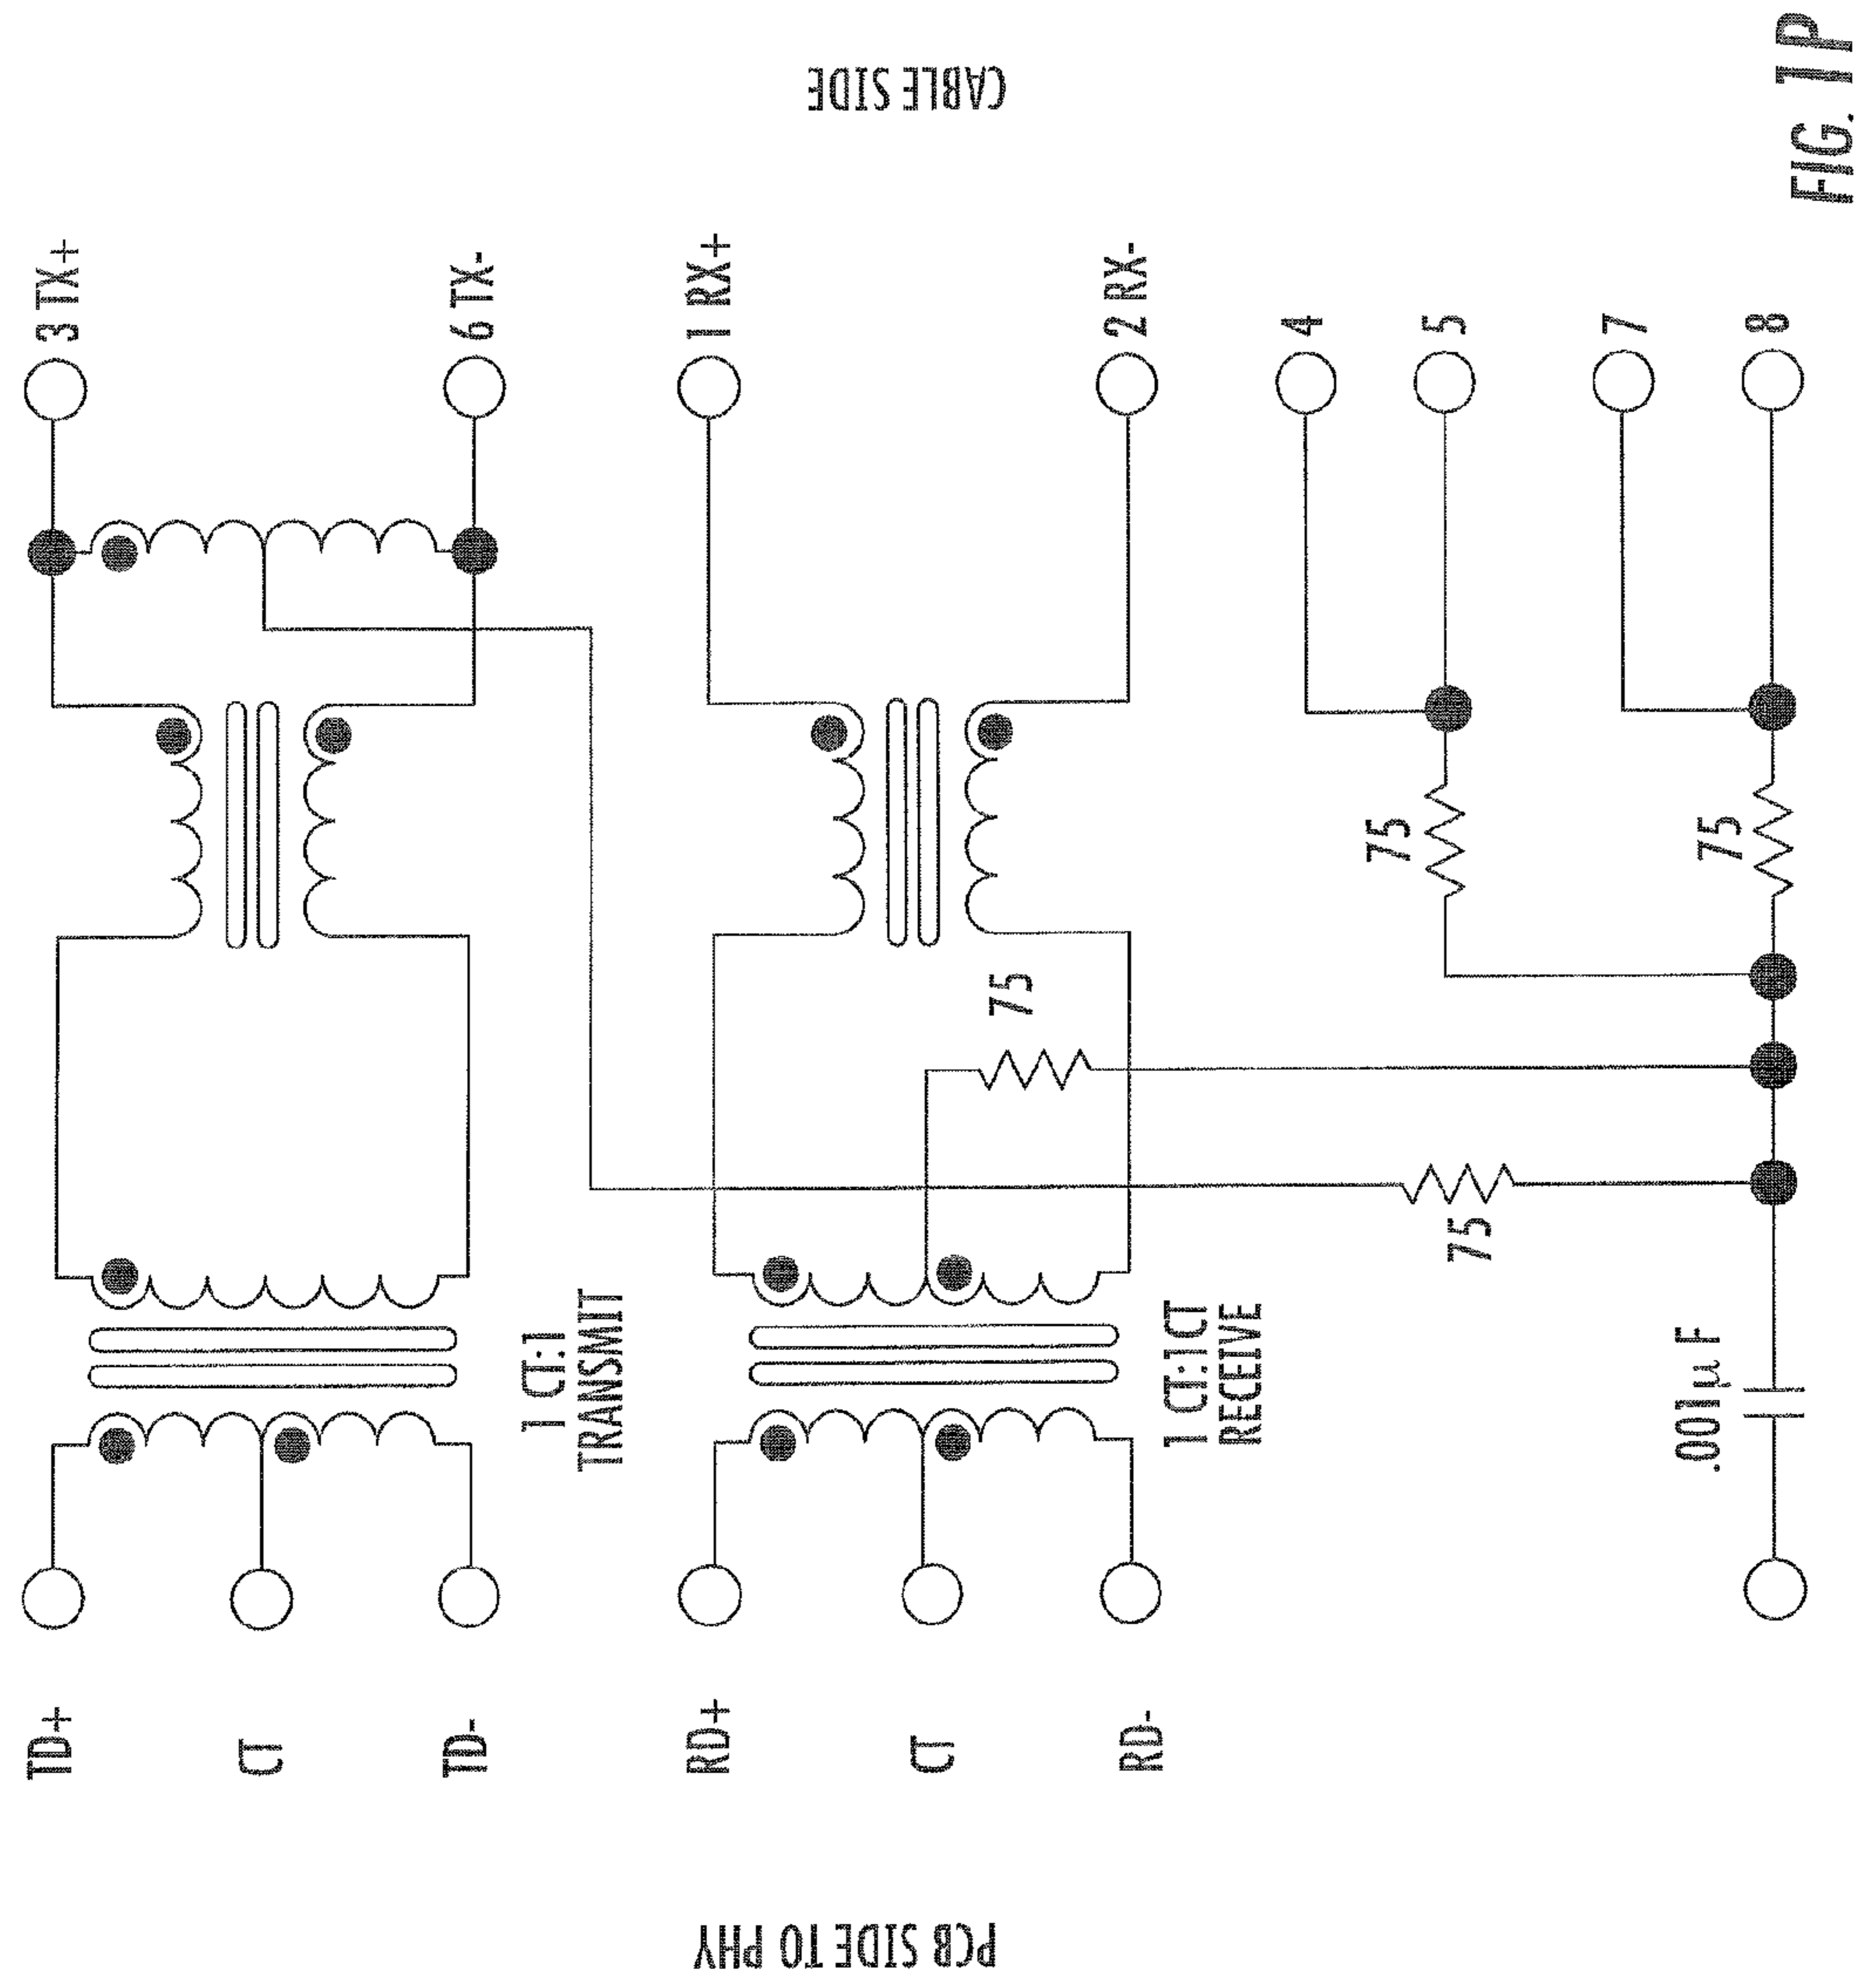 PCB SIDE TO PHY
CABLE SIDE
TD+
CT
TD-
3 TX+
6 TX-
1 CT:1
TRANSMIT
RD+
CT
RD-
1 RX+
2 RX-
75
1 CT:1CT
RECEIVE
4
5
7
8
75
75
75
.001µF
FIG. 1P